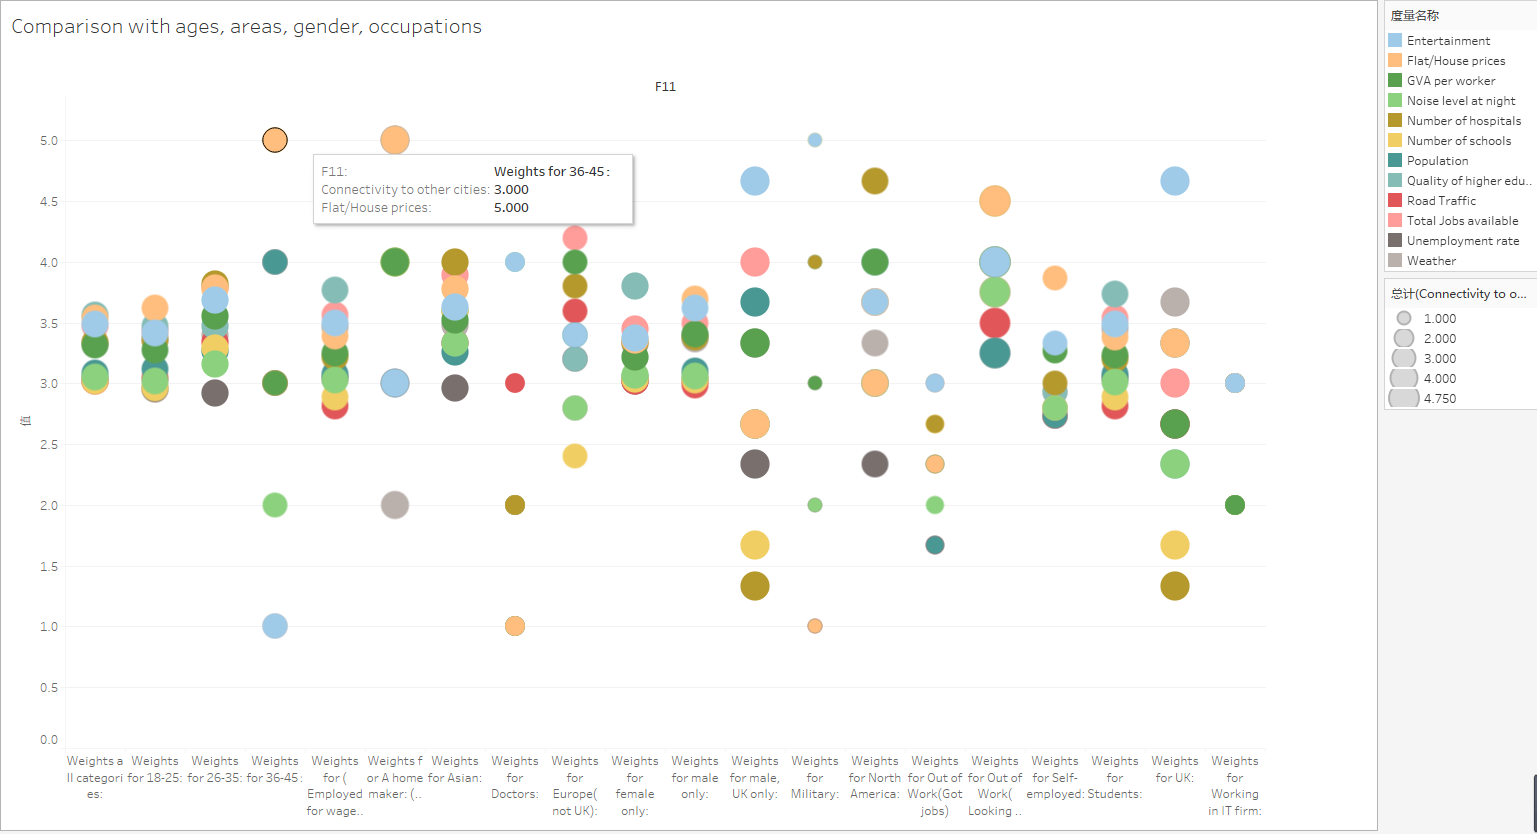 Comparison with ages, areas, gender, occupations
F11
5.0
4.5
4.0
3.5
3.0
2.5
2.0
1.5
1.0
0.5
0.0
值
F11: Weights for 36-45:
Connectivity to other cities: 3.000
Flat/House prices: 5.000
Weights a
ll categori
es:
Weights
for 18-25:
Weights
for 26-35:
Weights
for 36-45:
Weights
for (
Employed
for wage..
Weights f
or A home
maker: (..
Weights
for Asian:
Weights
for
Doctors:
Weights
for
Europe(
not UK):
Weights
for
female
only:
Weights
for male
only:
Weights
for male,
UK only:
Weights
for
Military:
Weights
for North
America:
Weights
for Out of
Work(Got
jobs)
Weights
for Out of
Work(
Looking ..
Weights
for Self-
employed:
Weights
for
Students:
Weights
for UK:
Weights
for
Working
in IT firm:
度量名称
Entertainment
Flat/House prices
GVA per worker
Noise level at night
Number of hospitals
Number of schools
Population
Quality of higher edu..
Road Traffic
Total Jobs available
Unemployment rate
Weather
总计(Connectivity to o...
1.000
2.000
3.000
4.000
4.750